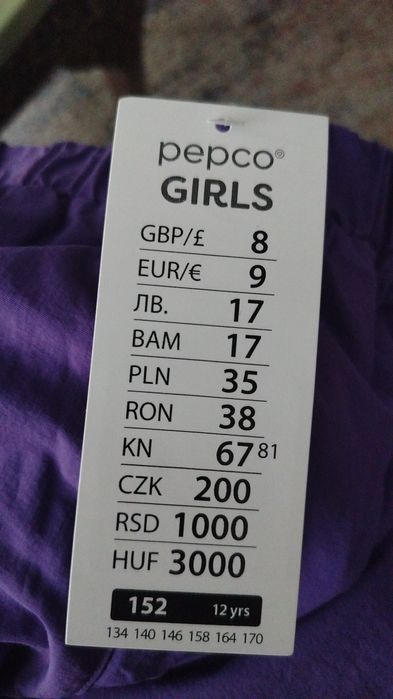 pepco®
GIRLS
GBP/£ 8
EUR/€ 9
ЛВ. 17
BAM 17
PLN 35
RON 38
KN 67 81
CZK 200
RSD 1000
HUF 3000
152 12 yrs
134 140 146 158 164 170